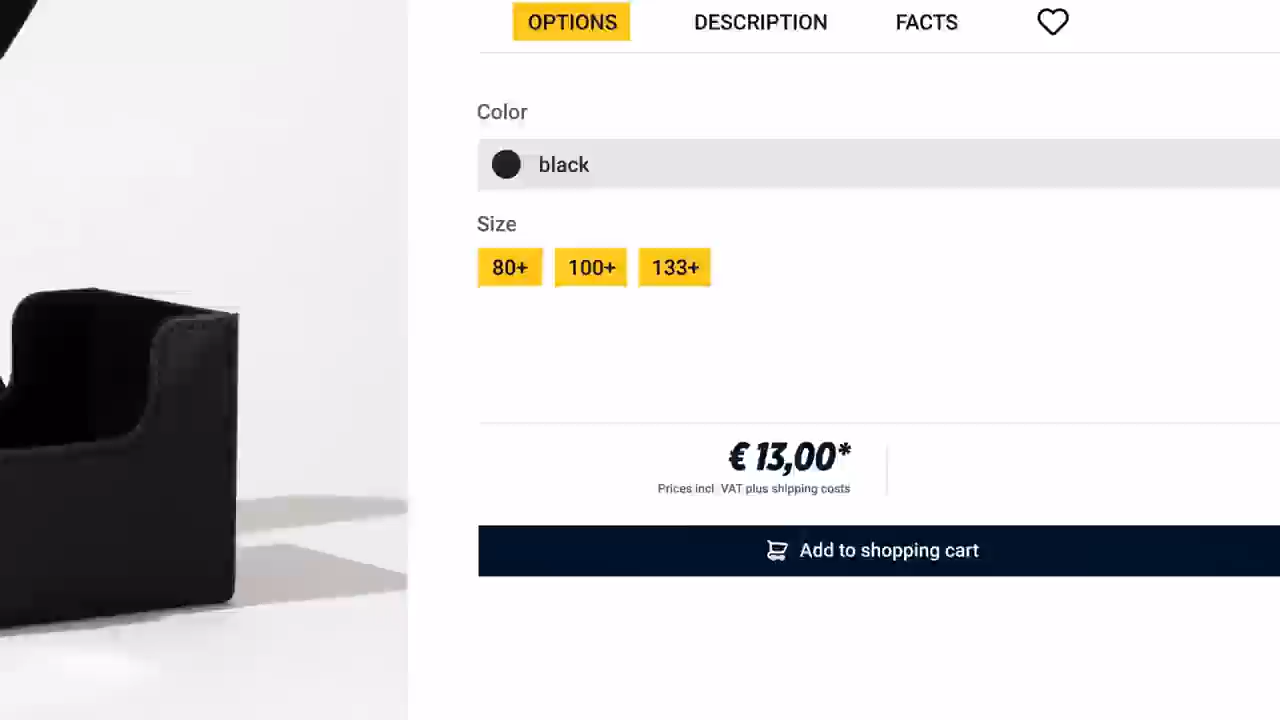 OPTIONS DESCRIPTION FACTS
Color
black
Size
80+ 100+ 133+
€ 13,00*
Prices incl. VAT plus shipping costs
Add to shopping cart